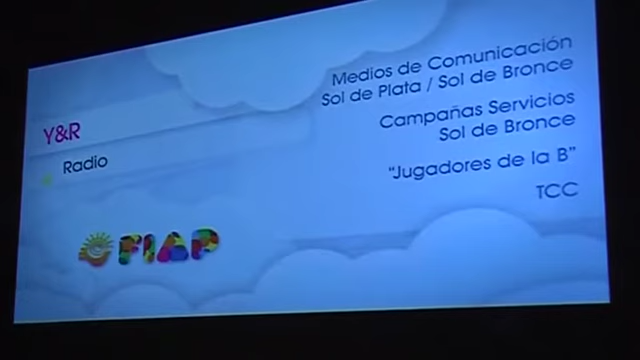 Y&R
Radio
FIAP
Medios de Comunicación
Sol de Plata / Sol de Bronce
Campañas Servicios
Sol de Bronce
"Jugadores de la B"
TCC